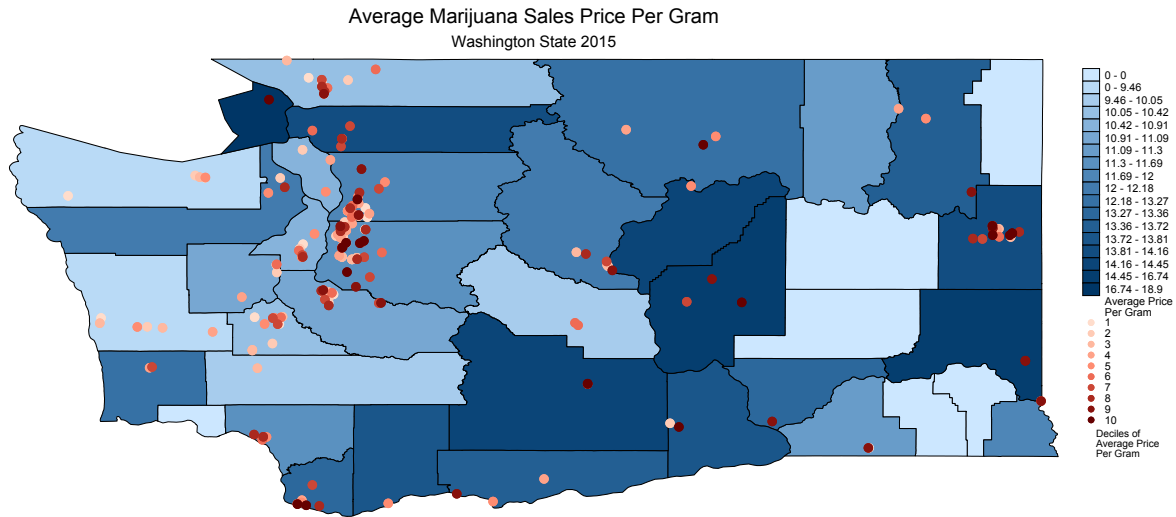 Average Marijuana Sales Price Per Gram
Washington State 2015
0 - 0
0 - 9.46
9.46 - 10.05
10.05 - 10.42
10.42 - 10.91
10.91 - 11.09
11.09 - 11.3
11.3 - 11.69
11.69 - 12
12 - 12.18
12.18 - 13.27
13.27 - 13.36
13.36 - 13.72
13.72 - 13.81
13.81 - 14.16
14.16 - 14.45
14.45 - 16.74
16.74 - 18.9
Average Price
Per Gram
1
2
3
4
5
6
7
8
9
10
Deciles of
Average Price
Per Gram